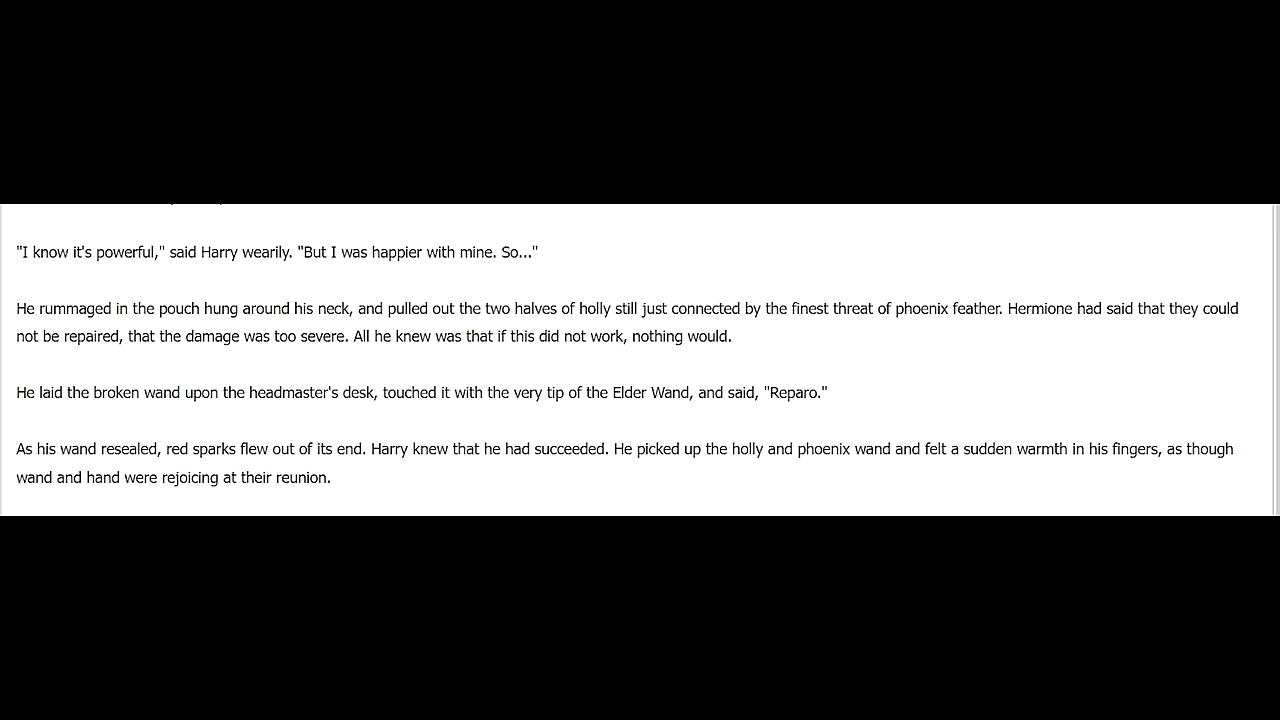 "I know it's powerful," said Harry wearily. "But I was happier with mine. So..."
He rummaged in the pouch hung around his neck, and pulled out the two halves of holly still just connected by the finest threat of phoenix feather. Hermione had said that they could
not be repaired, that the damage was too severe. All he knew was that if this did not work, nothing would.
He laid the broken wand upon the headmaster's desk, touched it with the very tip of the Elder Wand, and said, "Reparo."
As his wand resealed, red sparks flew out of its end. Harry knew that he had succeeded. He picked up the holly and phoenix wand and felt a sudden warmth in his fingers, as though
wand and hand were rejoicing at their reunion.